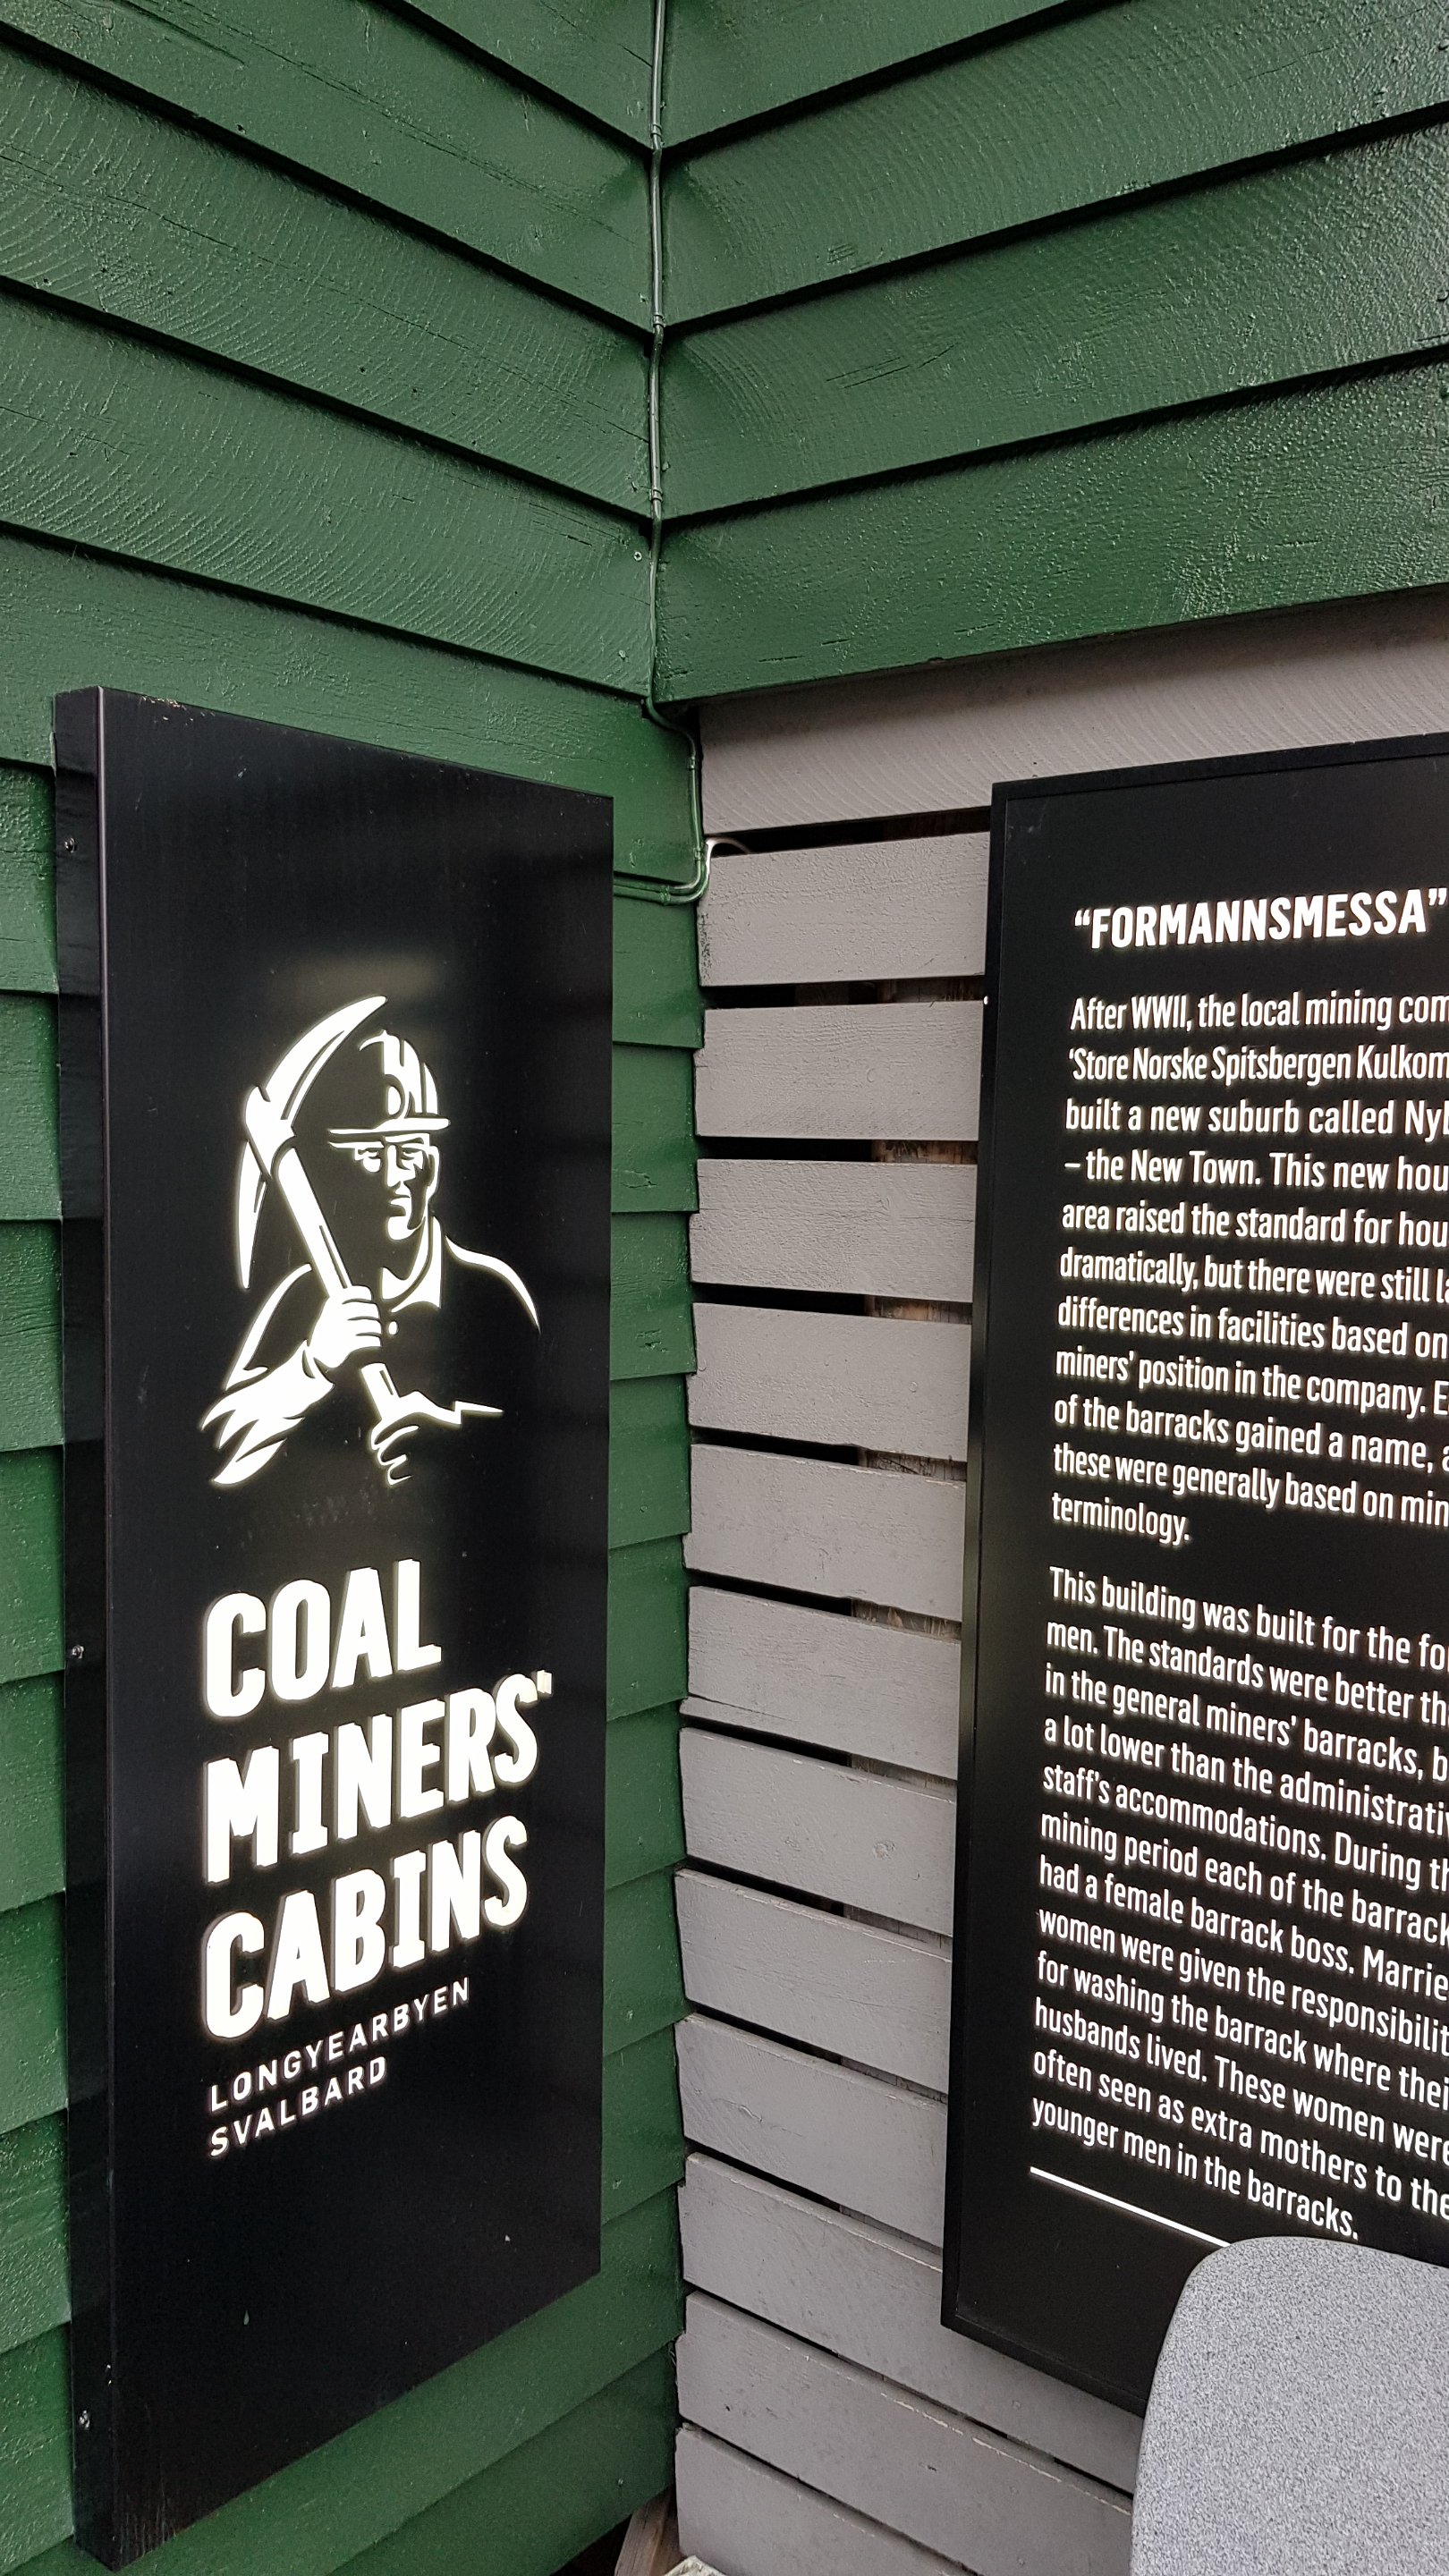 COAL
MINERS'
CABINS
LONGYEARBYEN
SVALBARD
“FORMANNSMESSA”
After WWII, the local mining
‘Store Norske Spitsbergen
built a new suburb called
– the New Town. This new
area raised the standard for
dramatically, but there were still
differences in facilities based on
miners’ position in the company.
of the barracks gained a name,
these were generally based on
terminology.
This building was built for the
men. The standards were better
in the general miners’ barracks,
a lot lower than the
staff’s accommodations. During
mining period each of the
had a female barrack boss.
women were given the
for washing the barrack where
husbands lived. These women were
often seen as extra mothers to the
younger men in the barracks.